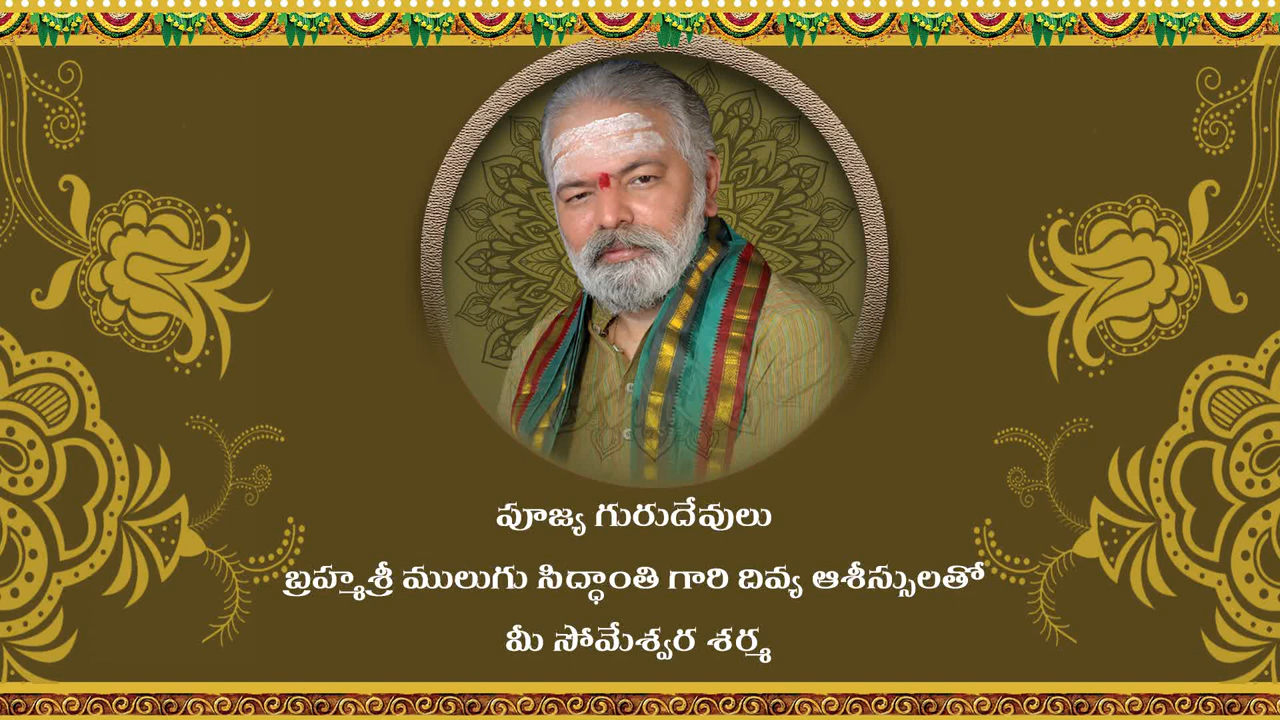 పూజ్య గురుదేవులు
బ్రహ్మశ్రీ ములుగు సిద్ధాంతి గారి దివ్య ఆశీస్సులతో
మీ సోమేశ్వర శర్మ